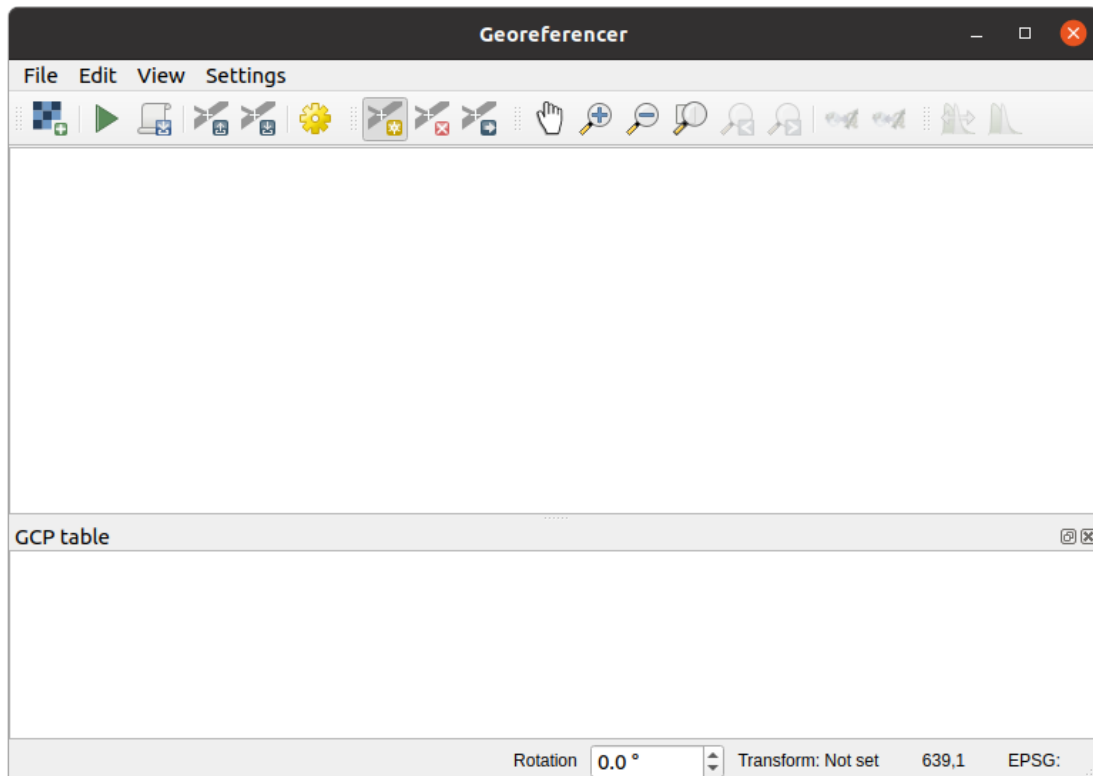 Georeferencer
File Edit View Settings
GCP table
Rotation 0.0 ° Transform: Not set 639,1 EPSG: